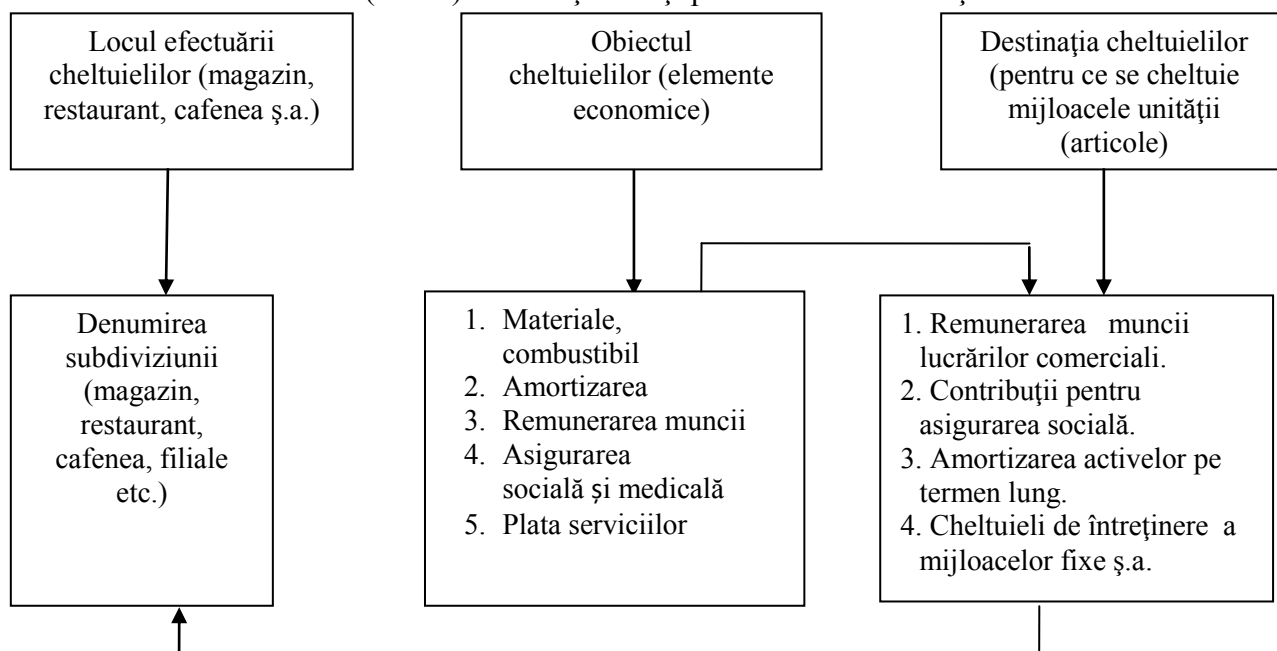 Locul efectuării
cheltuielilor (magazin,
restaurant, cafenea ş.a.)
Obiectul
cheltuielilor (elemente
economice)
Destinaţia cheltuielilor
(pentru ce se cheltuie
mijloacele unităţii
(articole)
Denumirea
subdiviziunii
(magazin,
restaurant,
cafenea, filiale
etc.)
1. Materiale,
combustibil
2. Amortizarea
3. Remunerarea muncii
4. Asigurarea
socială și medicală
5. Plata serviciilor
1. Remunerarea muncii
lucrărilor comerciali.
2. Contribuţii pentru
asigurarea socială.
3. Amortizarea activelor pe
termen lung.
4. Cheltuieli de întreţinere a
mijloacelor fixe ş.a.